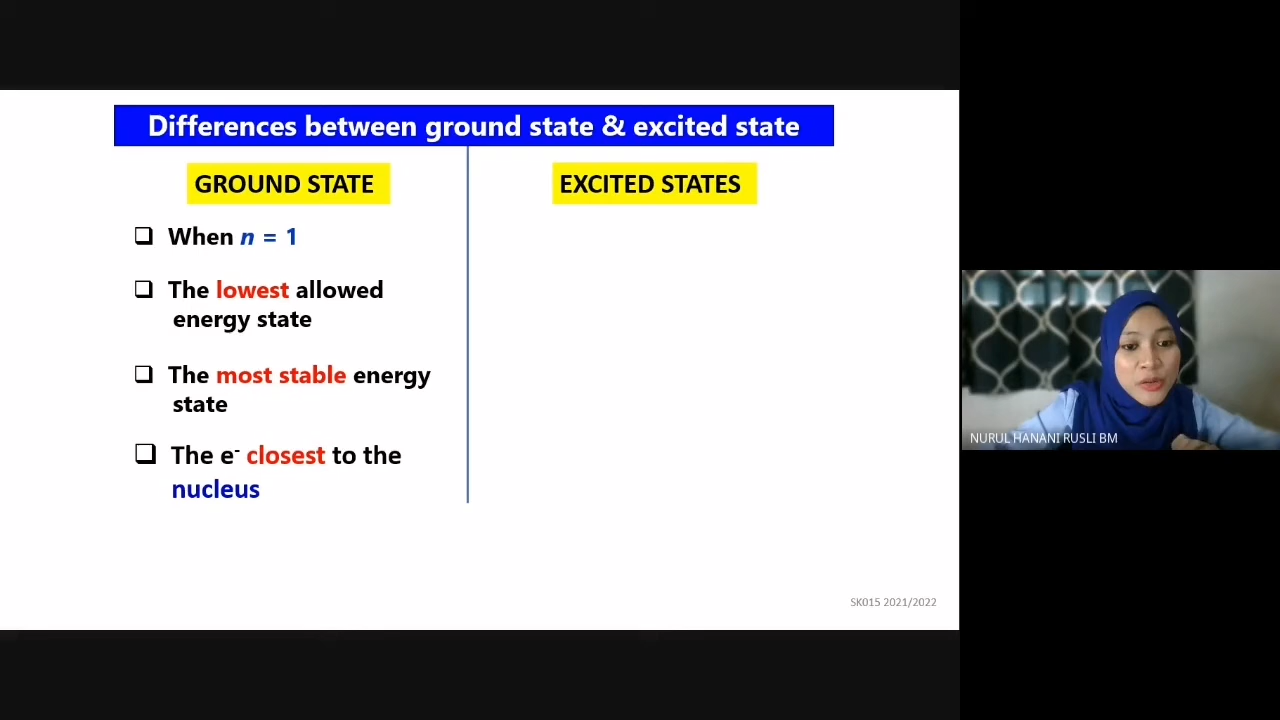 Differences between ground state & excited state
GROUND STATE
❑ When n = 1
❑ The lowest allowed
energy state
❑ The most stable energy
state
❑ The e⁻ closest to the
nucleus
EXCITED STATES
SK015 2021/2022
NURUL HANANI RUSLI BM